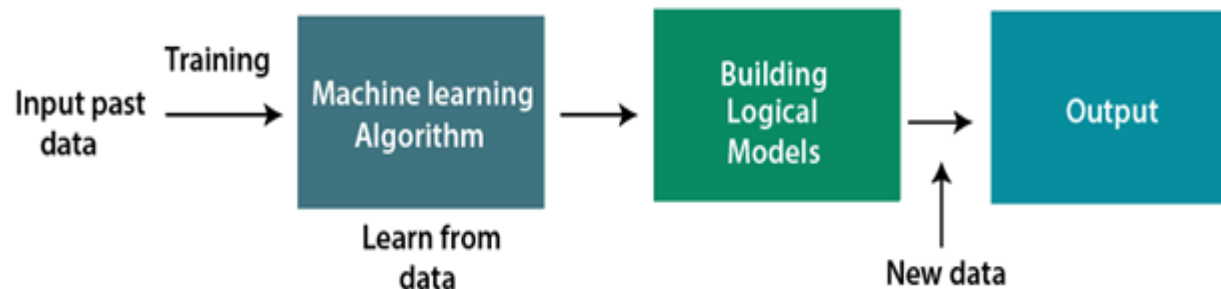 Training
Input past
data
Machine learning
Algorithm
Learn from
data
Building
Logical
Models
New data
Output